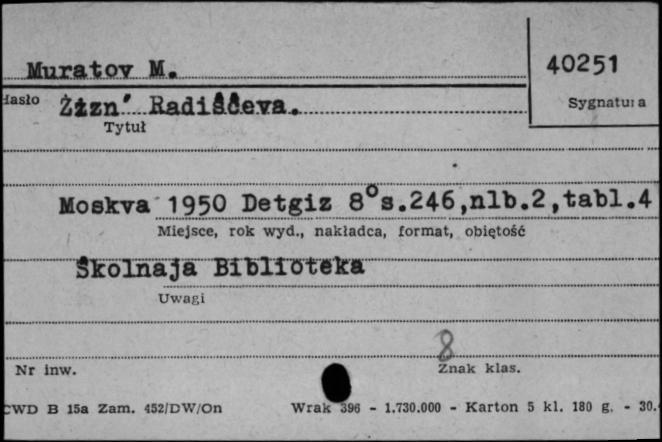 Muratov M.
40251
Hasło
Żizn' Radiščeva.
Sygnatura
Tytuł
Moskva 1950 Detgiz 8° s.246,nlb.2,tabl.4
Miejsce, rok wyd., nakładca, format, obiętość
Školnaja Biblioteka
Uwagi
8
Nr inw.
Znak klas.
CWD B 15a Zam. 452/DW/On Wrak 396 - 1.730.000 - Karton 5 kl. 180 g. - 30.